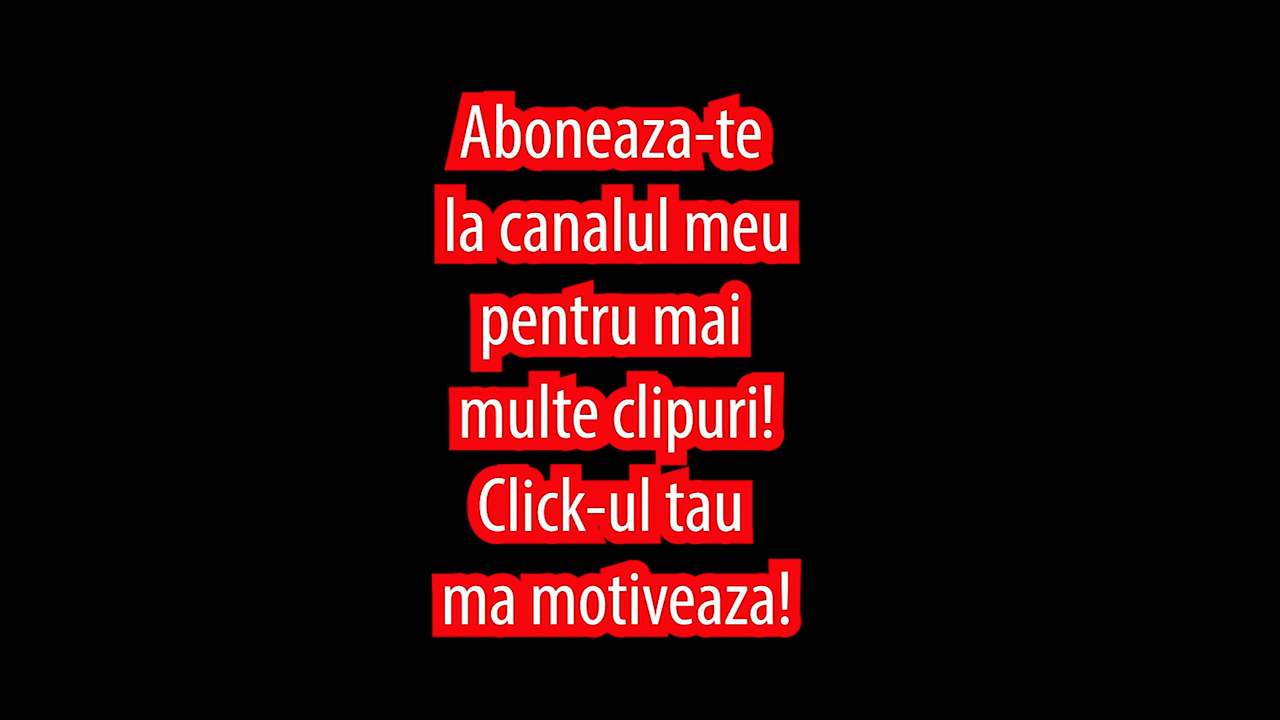 Aboneaza-te
la canalul meu
pentru mai
multe clipuri!
Click-ul tau
ma motiveaza!